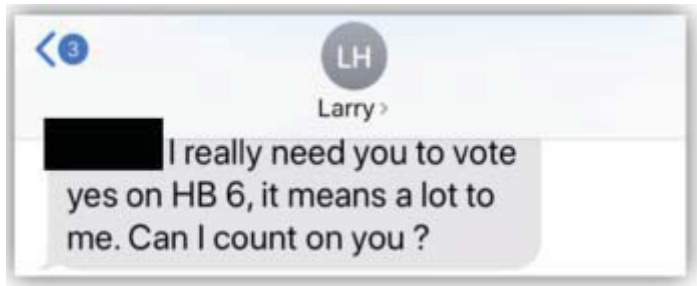 3
LH
Larry >
I really need you to vote
yes on HB 6, it means a lot to
me. Can I count on you ?